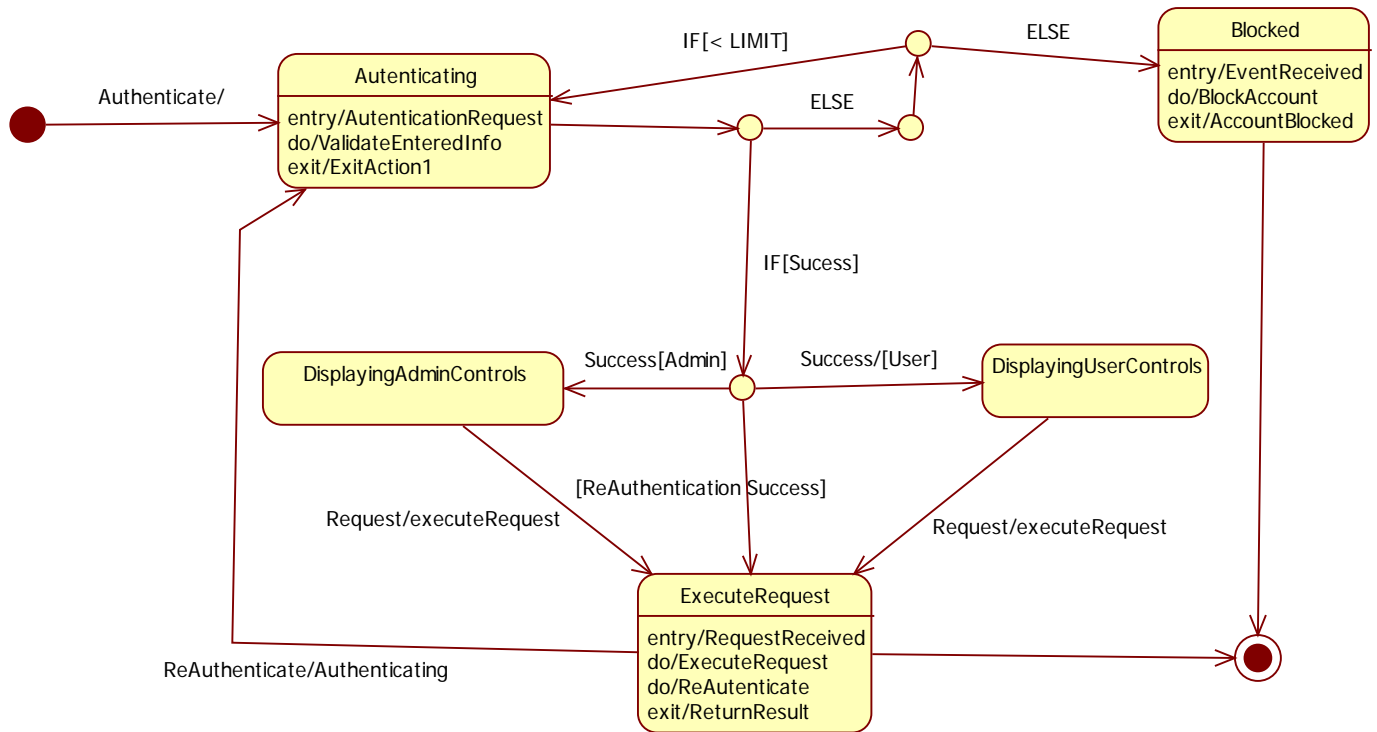 Authenticate/
Autenticating
entry/AutenticationRequest
do/ValidateEnteredInfo
exit/ExitAction1
IF[< LIMIT]
ELSE
ELSE
Blocked
entry/EventReceived
do/BlockAccount
exit/AccountBlocked
IF[Sucess]
DisplayingAdminControls
Success[Admin]
Success/[User]
DisplayingUserControls
[ReAuthentication Success]
Request/executeRequest
Request/executeRequest
ExecuteRequest
entry/RequestReceived
do/ExecuteRequest
do/ReAutenticate
exit/ReturnResult
ReAuthenticate/Authenticating